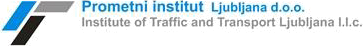 Prometni institut Ljubljana d.o.o.
Institute of Traffic and Transport Ljubljana l.l.c.